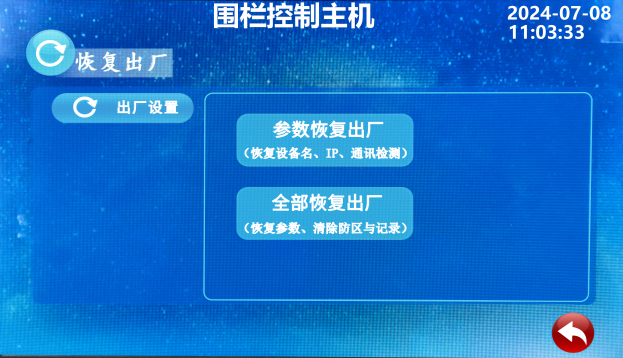 围栏控制主机
2024-07-08
11:03:33
恢复出厂
出厂设置
参数恢复出厂
（恢复设备名、IP、通讯检测）
全部恢复出厂
（恢复参数、清除防区与记录）